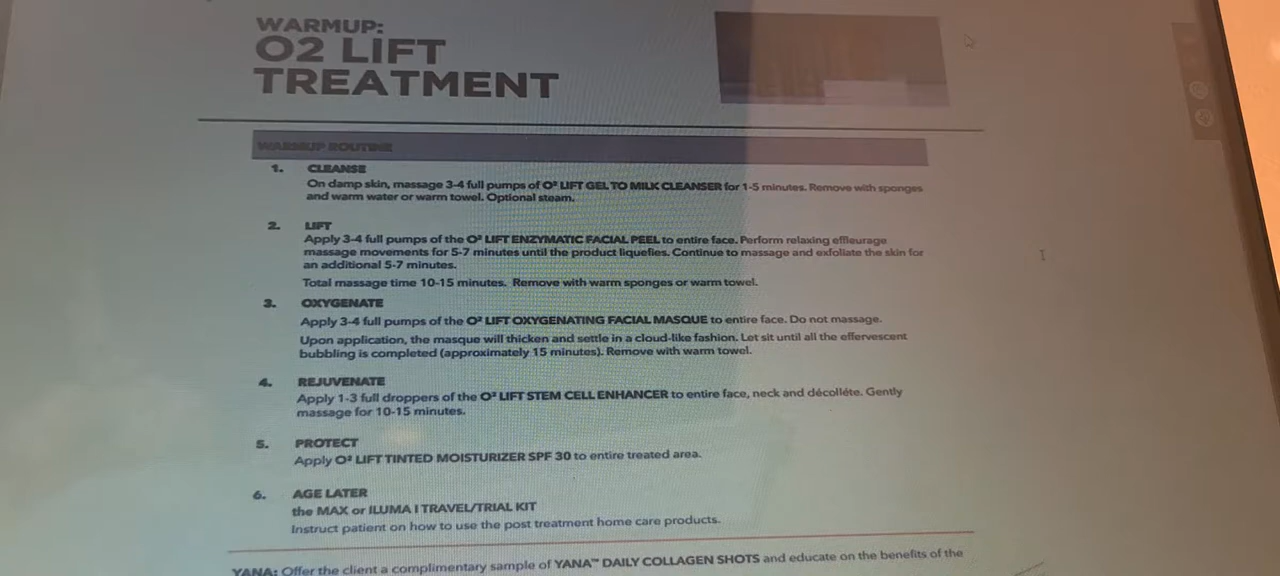 WARMUP:
O2 LIFT
TREATMENT
WARMUP ROUTINE
1. CLEANSE
On damp skin, massage 3-4 full pumps of O² LIFT GEL TO MILK CLEANSER for 1-5 minutes. Remove with sponges
and warm water or warm towel. Optional steam.
2. LIFT
Apply 3-4 full pumps of the O² LIFT ENZYMATIC FACIAL PEEL to entire face. Perform relaxing effleurage
massage movements for 5-7 minutes until the product liquefies. Continue to massage and exfoliate the skin for
an additional 5-7 minutes.
Total massage time 10-15 minutes. Remove with warm sponges or warm towel.
3. OXYGENATE
Apply 3-4 full pumps of the O² LIFT OXYGENATING FACIAL MASQUE to entire face. Do not massage.
Upon application, the masque will thicken and settle in a cloud-like fashion. Let sit until all the effervescent
bubbling is completed (approximately 15 minutes). Remove with warm towel.
4. REJUVENATE
Apply 1-3 full droppers of the O² LIFT STEM CELL ENHANCER to entire face, neck and décolléte. Gently
massage for 10-15 minutes.
5. PROTECT
Apply O² LIFT TINTED MOISTURIZER SPF 30 to entire treated area.
6. AGE LATER
the MAX or ILUMA I TRAVEL/TRIAL KIT
Instruct patient on how to use the post treatment home care products.
YANA: Offer the client a complimentary sample of YANA™ DAILY COLLAGEN SHOTS and educate on the benefits of the